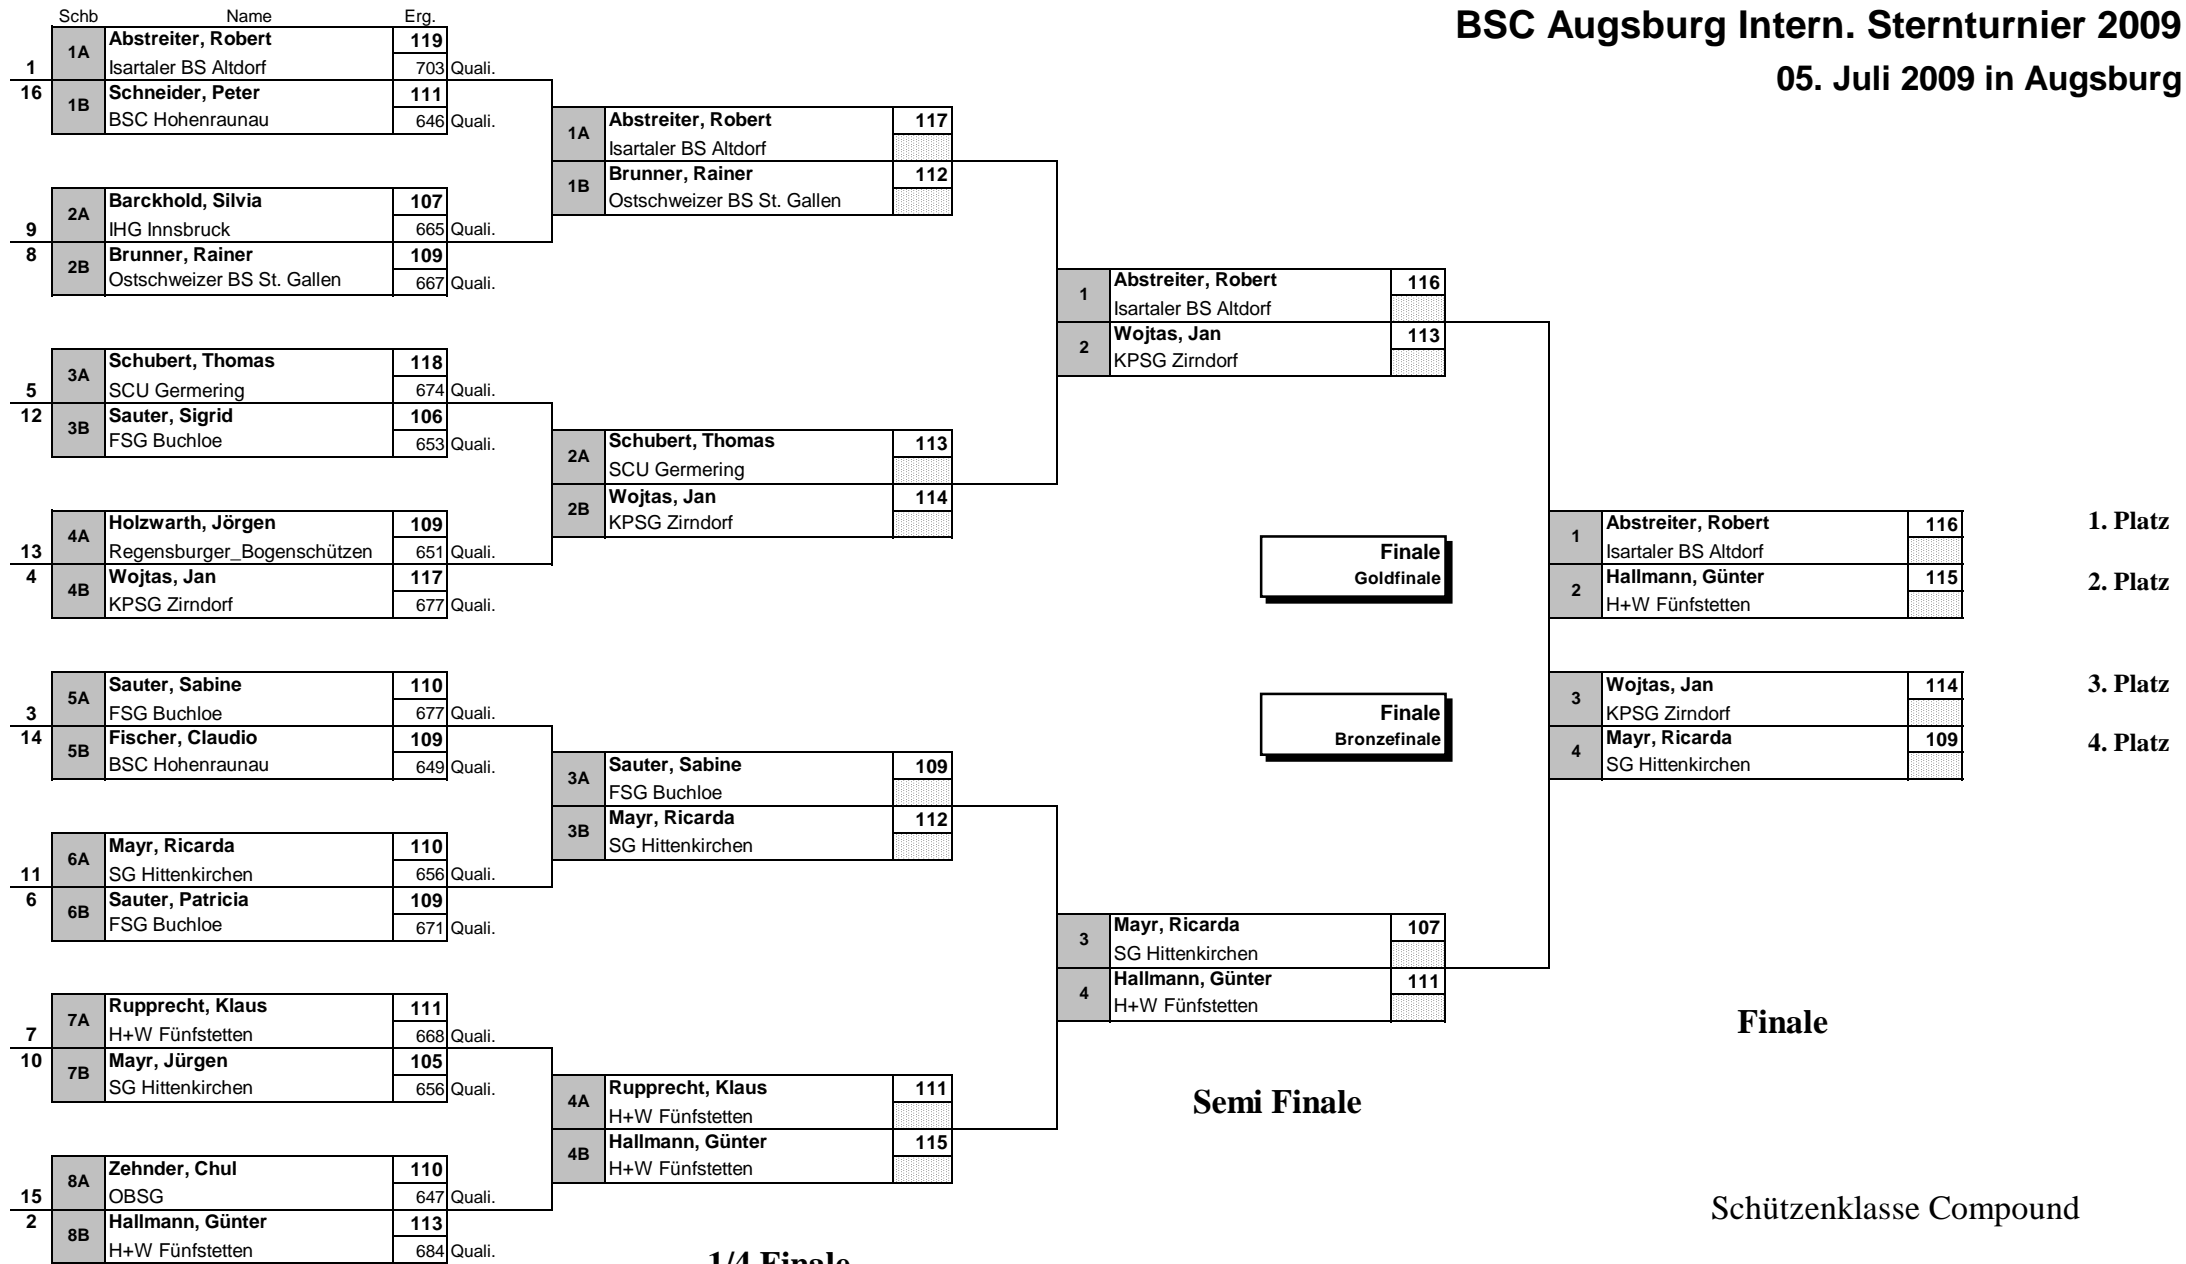 BSC Augsburg Intern. Sternturnier 2009
05. Juli 2009 in Augsburg
Schb Name Erg.
1A Abstreiter, Robert 119
1 Isartaler BS Altdorf 703 Quali.
16 1B Schneider, Peter 111
BSC Hohenraunau 646 Quali.
2A Barckhold, Silvia 107
9 IHG Innsbruck 665 Quali.
8 2B Brunner, Rainer 109
Ostschweizer BS St. Gallen 667 Quali.
3A Schubert, Thomas 118
5 SCU Germering 674 Quali.
12 3B Sauter, Sigrid 106
FSG Buchloe 653 Quali.
4A Holzwarth, Jörgen 109
13 Regensburger_Bogenschützen 651 Quali.
4 4B Wojtas, Jan 117
KPSG Zirndorf 677 Quali.
5A Sauter, Sabine 110
3 FSG Buchloe 677 Quali.
14 5B Fischer, Claudio 109
BSC Hohenraunau 649 Quali.
6A Mayr, Ricarda 110
11 SG Hittenkirchen 656 Quali.
6 6B Sauter, Patricia 109
FSG Buchloe 671 Quali.
7A Rupprecht, Klaus 111
7 H+W Fünfstetten 668 Quali.
10 7B Mayr, Jürgen 105
SG Hittenkirchen 656 Quali.
8A Zehnder, Chul 110
15 OBSG 647 Quali.
2 8B Hallmann, Günter 113
H+W Fünfstetten 684 Quali.
1A Abstreiter, Robert 117
Isartaler BS Altdorf
1B Brunner, Rainer 112
Ostschweizer BS St. Gallen
2A Schubert, Thomas 113
SCU Germering
2B Wojtas, Jan 114
KPSG Zirndorf
3A Sauter, Sabine 109
FSG Buchloe
3B Mayr, Ricarda 112
SG Hittenkirchen
4A Rupprecht, Klaus 111
H+W Fünfstetten
4B Hallmann, Günter 115
H+W Fünfstetten
1/4 Finale
1 Abstreiter, Robert 116
Isartaler BS Altdorf
2 Wojtas, Jan 113
KPSG Zirndorf
3 Mayr, Ricarda 107
SG Hittenkirchen
4 Hallmann, Günter 111
H+W Fünfstetten
Semi Finale
Finale
Goldfinale
1 Abstreiter, Robert 116 1. Platz
Isartaler BS Altdorf
2 Hallmann, Günter 115 2. Platz
H+W Fünfstetten
Finale
Bronzefinale
3 Wojtas, Jan 114 3. Platz
KPSG Zirndorf
4 Mayr, Ricarda 109 4. Platz
SG Hittenkirchen
Finale
Schützenklasse Compound